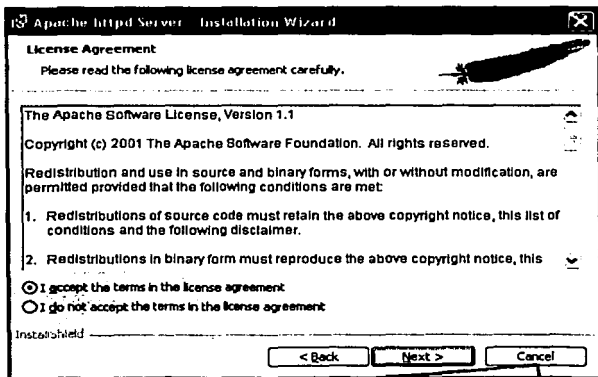 Apache httpd Server - Installation Wizard
License Agreement
Please read the following license agreement carefully.
The Apache Software License, Version 1.1
Copyright (c) 2001 The Apache Software Foundation. All rights reserved.
Redistribution and use in source and binary forms, with or without modification, are
permitted provided that the following conditions are met:
1. Redistributions of source code must retain the above copyright notice, this list of
conditions and the following disclaimer.
2. Redistributions in binary form must reproduce the above copyright notice, this
I accept the terms in the license agreement
I do not accept the terms in the license agreement
InstallShield
< Back
Next >
Cancel